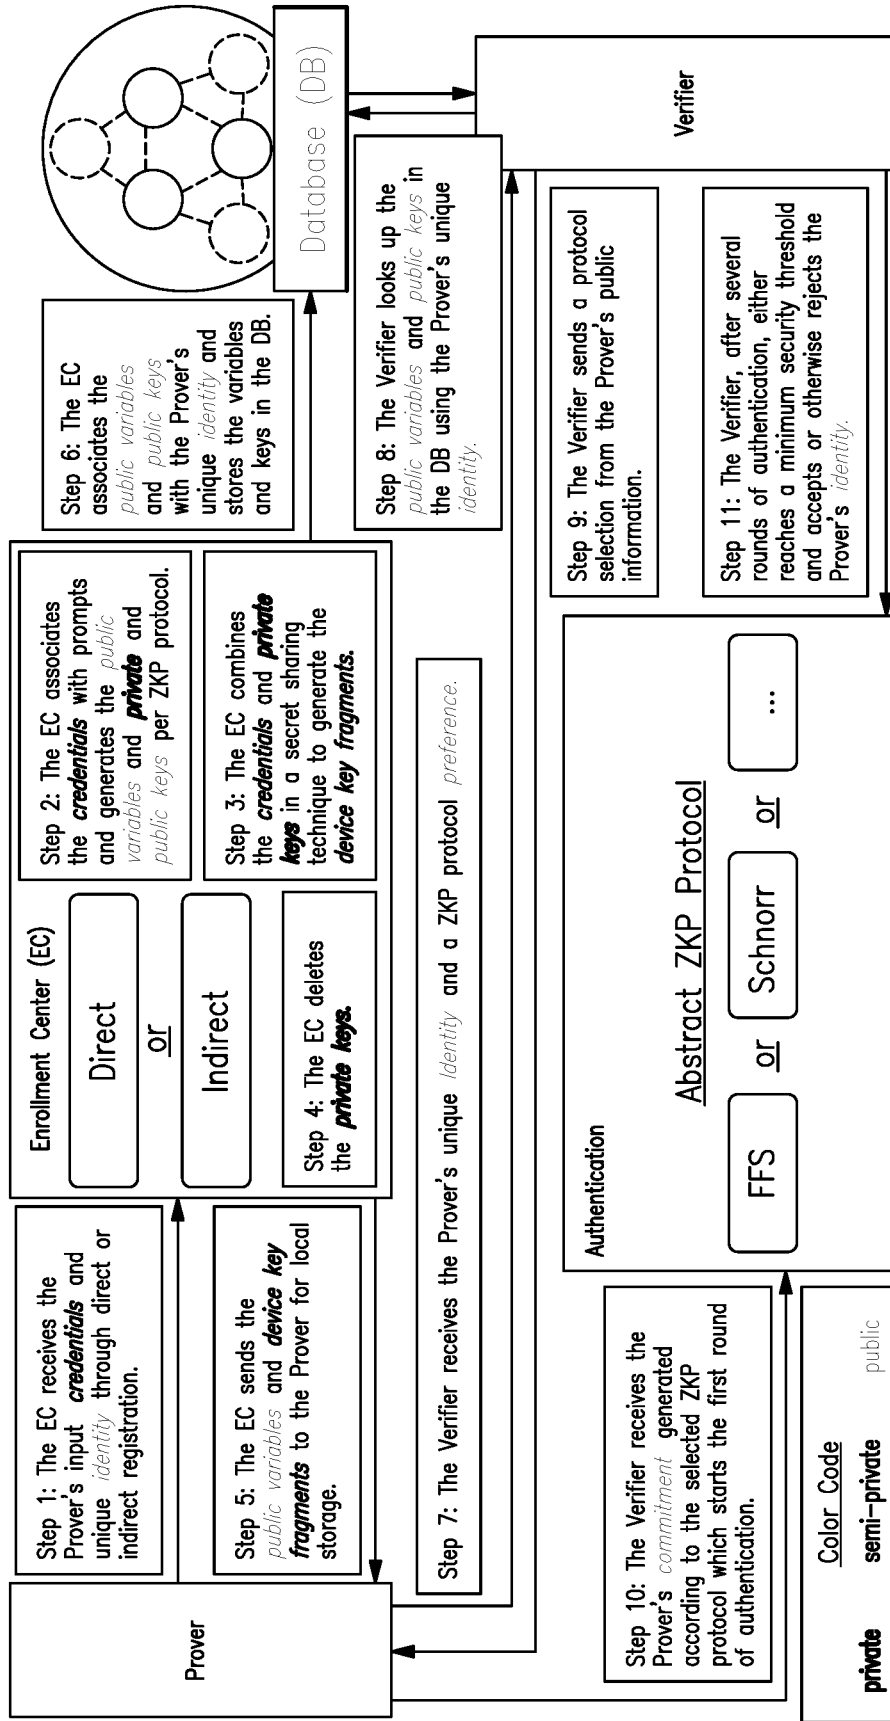 Prover
Step 1: The EC receives the
Prover's input credentials and
unique identity through direct or
indirect registration.
Step 5: The EC sends the
public variables and device key
fragments to the Prover for local
storage.
Enrollment Center (EC)
Direct
or
Indirect
Step 2: The EC associates
the credentials with prompts
and generates the public
variables and private and
public keys per ZKP protocol.
Step 3: The EC combines
the credentials and private
keys in a secret sharing
technique to generate the
device key fragments.
Step 4: The EC deletes
the private keys.
Step 6: The EC
associates the
public variables
and public keys
with the Prover's
unique identity and
stores the variables
and keys in the DB.
Database (DB)
Step 7: The Verifier receives the Prover's unique Identity and a ZKP protocol preference.
Step 8: The Verifier looks up the
public variables and public keys in
the DB using the Prover's unique
identity.
Verifier
Step 9: The Verifier sends a protocol
selection from the Prover's public
information.
Step 10: The Verifier receives the
Prover's commitment generated
according to the selected ZKP
protocol which starts the first round
of authentication.
Authentication
Abstract ZKP Protocol
FFS or Schnorr or ...
Step 11: The Verifier, after several
rounds of authentication, either
reaches a minimum security threshold
and accepts or otherwise rejects the
Prover's identity.
Color Code
private semi-private public